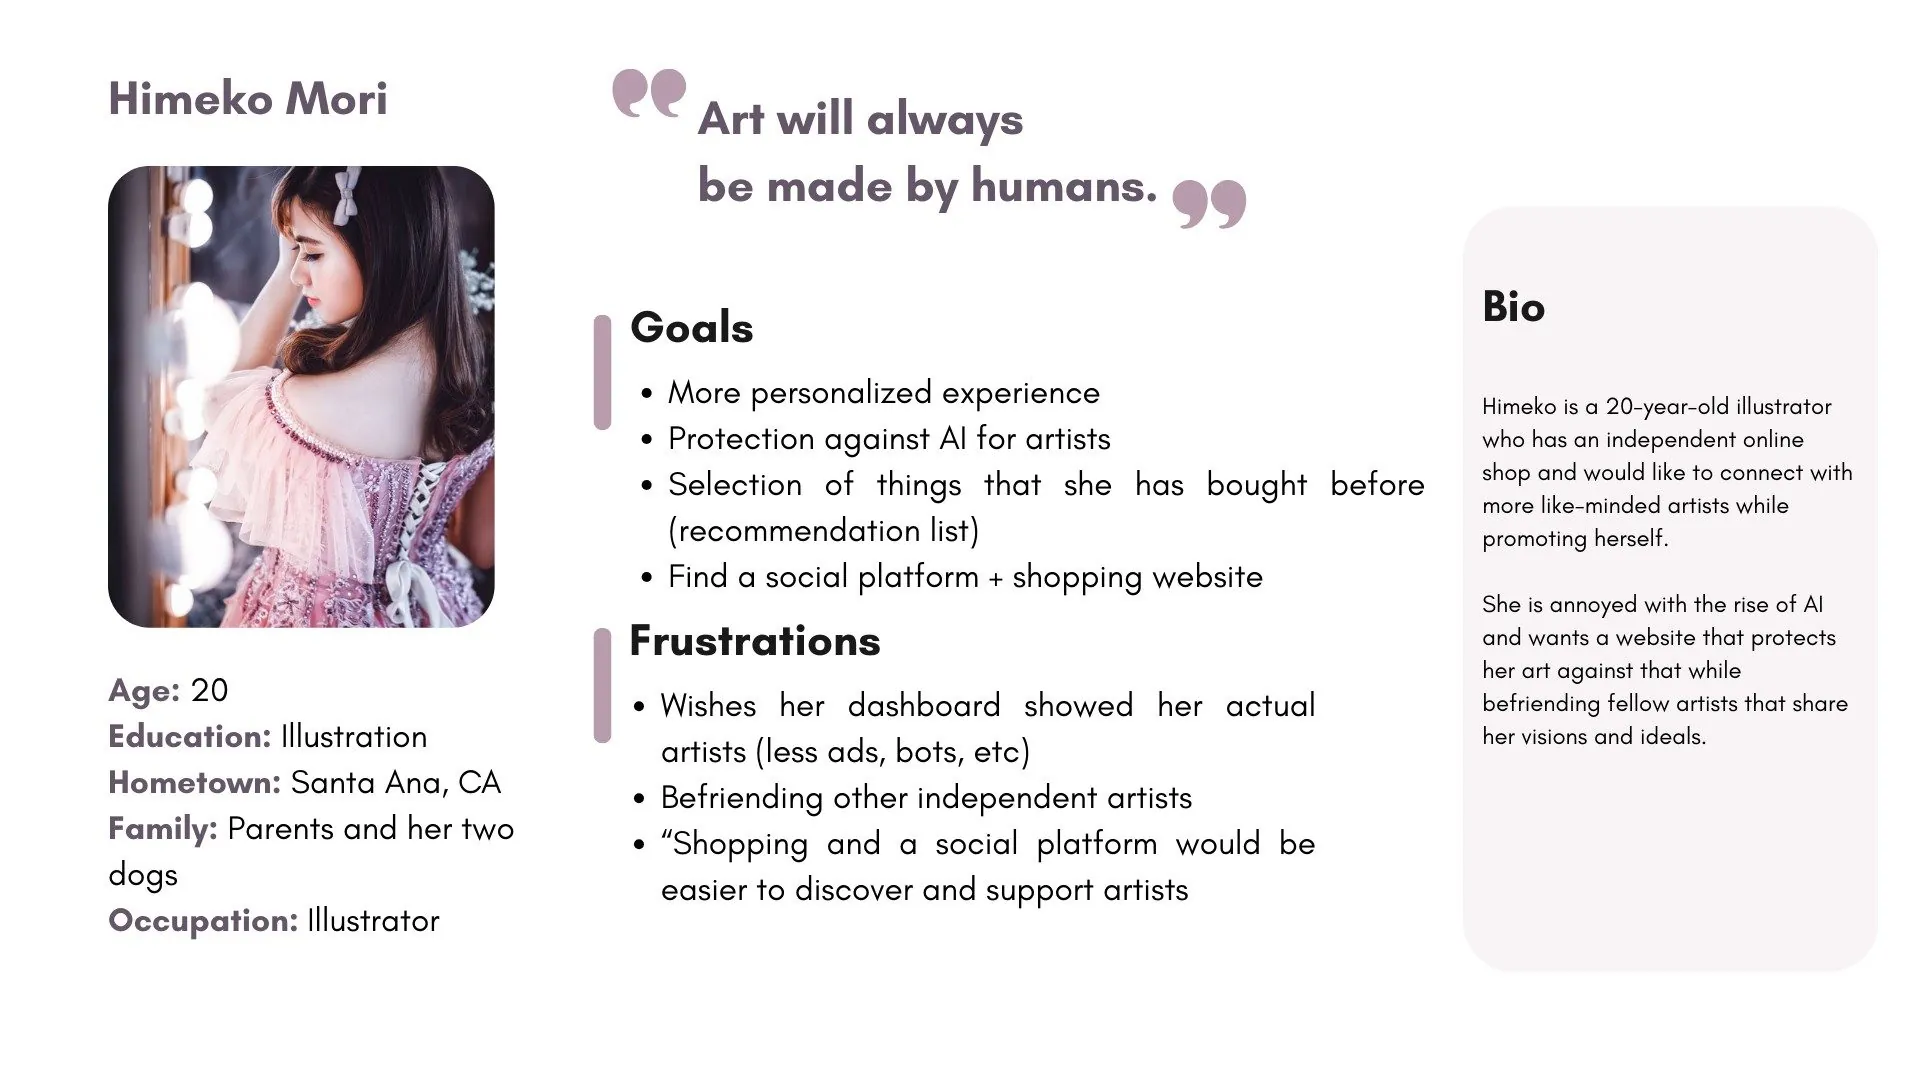 Himeko Mori
Age: 20
Education: Illustration
Hometown: Santa Ana, CA
Family: Parents and her two
dogs
Occupation: Illustrator
“Art will always
be made by humans.”
Goals
• More personalized experience
• Protection against AI for artists
• Selection of things that she has bought before
(recommendation list)
• Find a social platform + shopping website
Frustrations
• Wishes her dashboard showed her actual
artists (less ads, bots, etc)
• Befriending other independent artists
• “Shopping and a social platform would be
easier to discover and support artists
Bio
Himeko is a 20-year-old illustrator
who has an independent online
shop and would like to connect with
more like-minded artists while
promoting herself.
She is annoyed with the rise of AI
and wants a website that protects
her art against that while
befriending fellow artists that share
her visions and ideals.